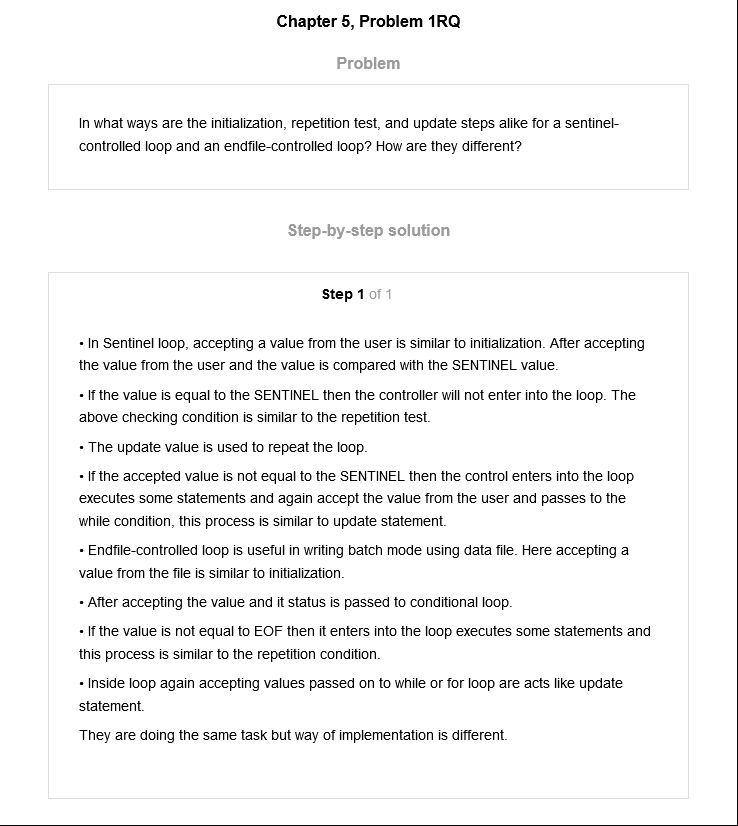 Chapter 5, Problem 1RQ
Problem
In what ways are the initialization, repetition test, and update steps alike for a sentinel-
controlled loop and an endfile-controlled loop? How are they different?
Step-by-step solution
Step 1 of 1
• In Sentinel loop, accepting a value from the user is similar to initialization. After accepting
the value from the user and the value is compared with the SENTINEL value.
• If the value is equal to the SENTINEL then the controller will not enter into the loop. The
above checking condition is similar to the repetition test.
• The update value is used to repeat the loop.
• If the accepted value is not equal to the SENTINEL then the control enters into the loop
executes some statements and again accept the value from the user and passes to the
while condition, this process is similar to update statement.
• Endfile-controlled loop is useful in writing batch mode using data file. Here accepting a
value from the file is similar to initialization.
• After accepting the value and it status is passed to conditional loop.
• If the value is not equal to EOF then it enters into the loop executes some statements and
this process is similar to the repetition condition.
• Inside loop again accepting values passed on to while or for loop are acts like update
statement.
They are doing the same task but way of implementation is different.